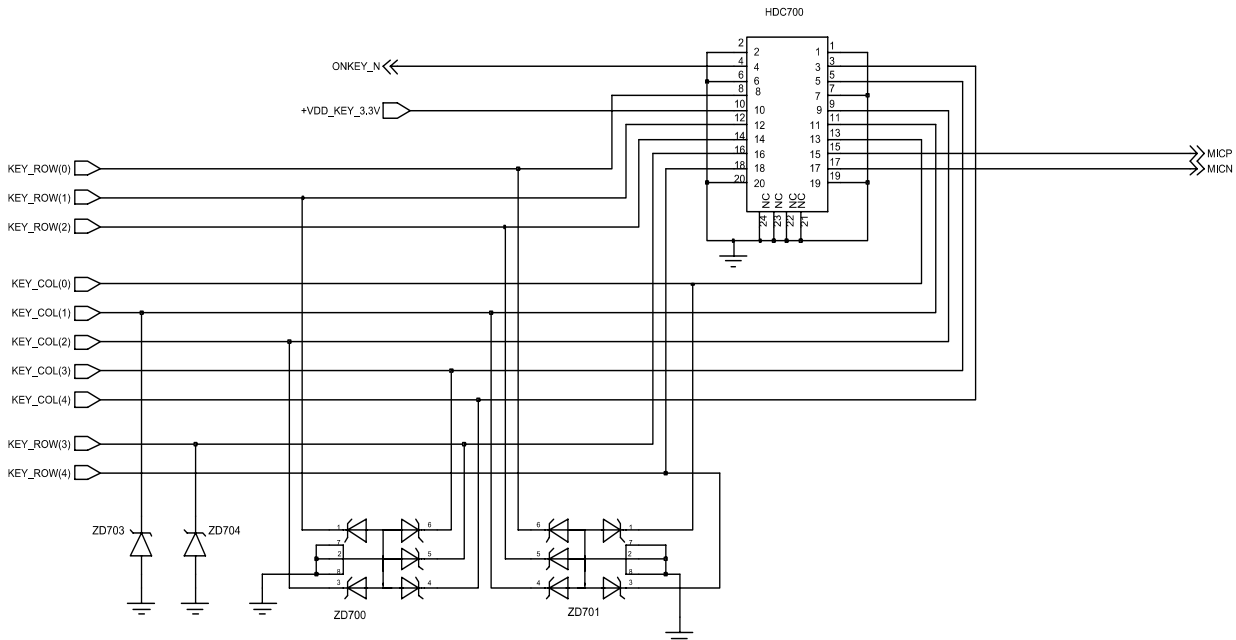 HDC700
2 2 1 1
ONKEY_N 4 4 3 3
6 6 5 5
8 8 7 7
+VDD_KEY_3.3V 10 10 9 9
12 12 11 11
14 14 13 13
16 16 15 15 MICP
KEY_ROW(0) 18 18 17 17 MICN
20 20 19 19
NC NC NC NC
24 23 22 21
KEY_ROW(1)
KEY_ROW(2)
KEY_COL(0)
KEY_COL(1)
KEY_COL(2)
KEY_COL(3)
KEY_COL(4)
KEY_ROW(3)
KEY_ROW(4)
ZD703 ZD704
1 6 6 1
7 7
2 5 5 2
8 8
3 4 4 3
ZD700 ZD701